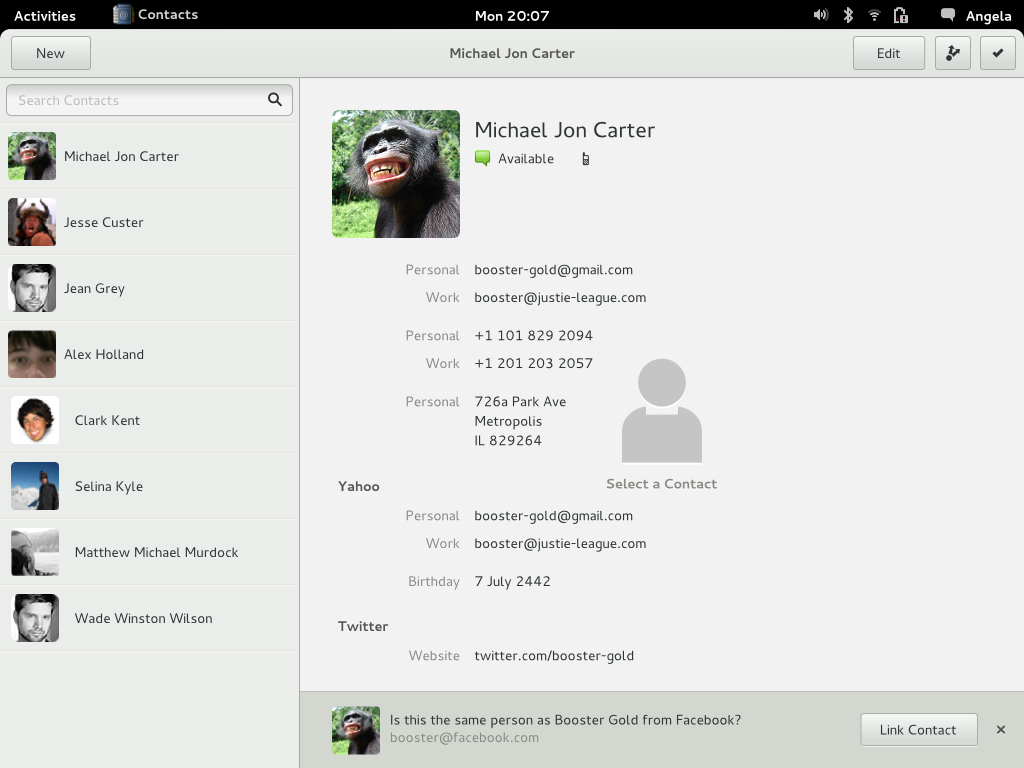 Activities
Contacts
Mon 20:07
Angela
New
Michael Jon Carter
Edit
Search Contacts
Michael Jon Carter
Jesse Custer
Jean Grey
Alex Holland
Clark Kent
Selina Kyle
Matthew Michael Murdock
Wade Winston Wilson
Michael Jon Carter
Available
Personal booster-gold@gmail.com
Work booster@justie-league.com
Personal +1 101 829 2094
Work +1 201 203 2057
Personal 726a Park Ave
Metropolis
IL 829264
Select a Contact
Yahoo
Personal booster-gold@gmail.com
Work booster@justie-league.com
Birthday 7 July 2442
Twitter
Website twitter.com/booster-gold
Is this the same person as Booster Gold from Facebook?
booster@facebook.com
Link Contact